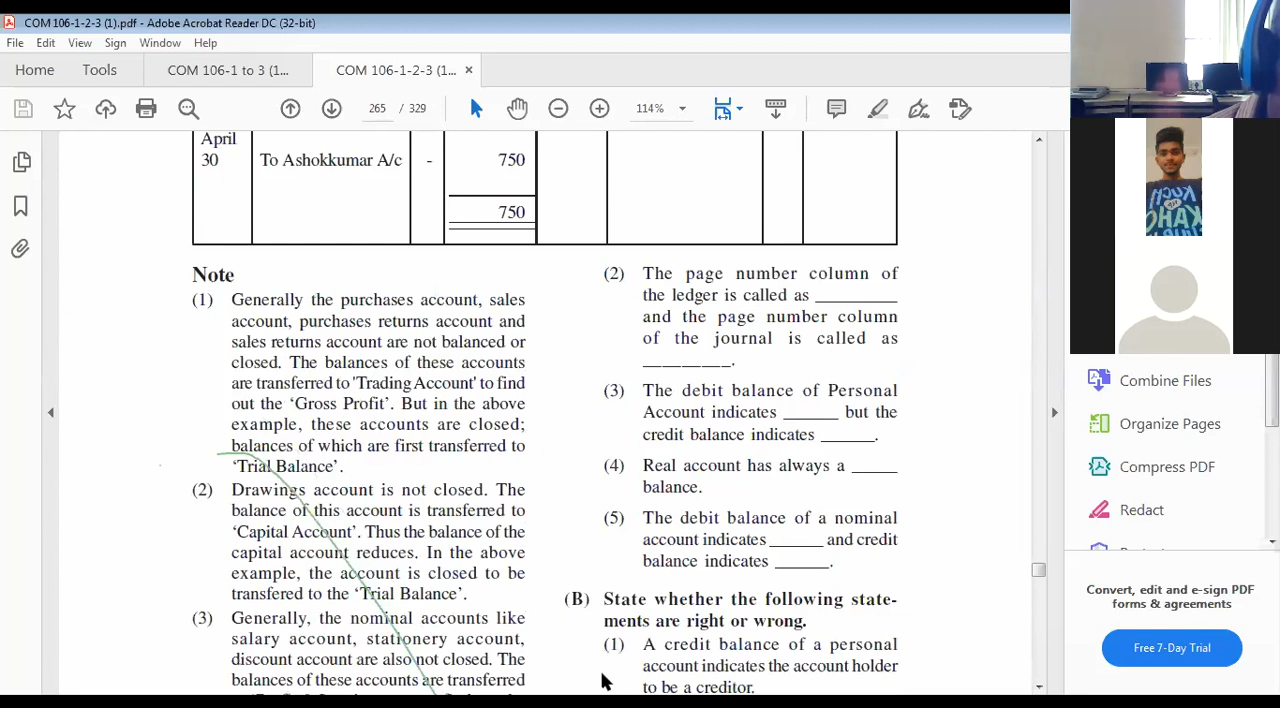 COM 106-1-2-3 (1).pdf - Adobe Acrobat Reader DC (32-bit)
File Edit View Sign Window Help
Home Tools COM 106-1 to 3 (1... COM 106-1-2-3 (1... ×
265 / 329 114%
April
30 To Ashokkumar A/c - 750
750
Note
(1) Generally the purchases account, sales
account, purchases returns account and
sales returns account are not balanced or
closed. The balances of these accounts
are transferred to 'Trading Account' to find
out the ‘Gross Profit’. But in the above
example, these accounts are closed;
balances of which are first transferred to
‘Trial Balance’.
(2) Drawings account is not closed. The
balance of this account is transferred to
‘Capital Account’. Thus the balance of the
capital account reduces. In the above
example, the account is closed to be
transferred to the ‘Trial Balance’.
(3) Generally, the nominal accounts like
salary account, stationery account,
discount account are also not closed. The
balances of these accounts are transferred
(2) The page number column of
the ledger is called as _________
and the page number column
of the journal is called as
__________.
(3) The debit balance of Personal
Account indicates ______ but the
credit balance indicates ______.
(4) Real account has always a _____
balance.
(5) The debit balance of a nominal
account indicates ______ and credit
balance indicates ______.
(B) State whether the following state-
ments are right or wrong.
(1) A credit balance of a personal
account indicates the account holder
to be a creditor.
KUCH
KAHO
Combine Files
Organize Pages
Compress PDF
Redact
Convert, edit and e-sign PDF
forms & agreements
Free 7-Day Trial